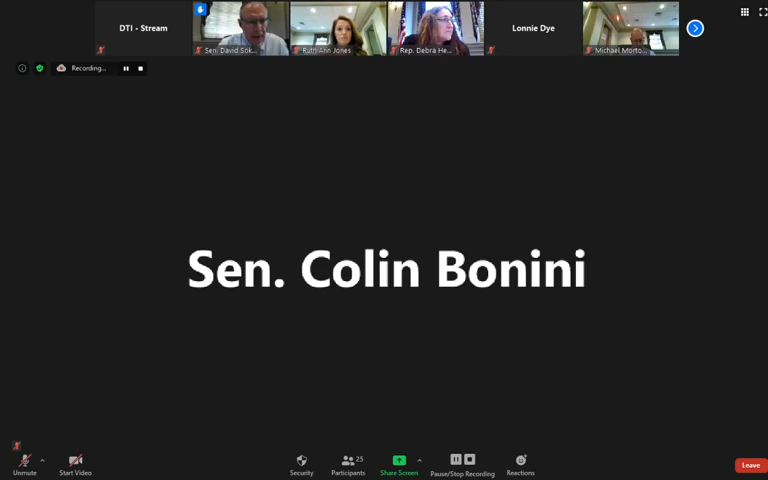 DTI - Stream
Sen. David Sok...
Ruth Ann Jones
Rep. Debra He...
Lonnie Dye
Michael Morto...
Recording...
Sen. Colin Bonini
Unmute
Start Video
Security
25
Participants
Share Screen
Pause/Stop Recording
Reactions
Leave